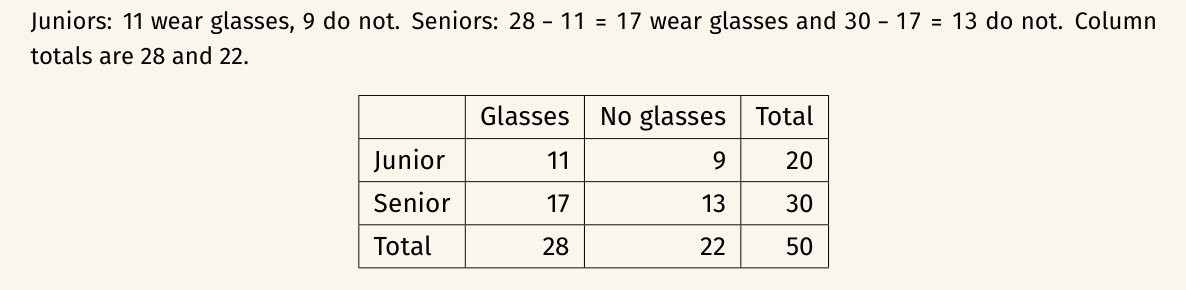 Juniors: 11 wear glasses, 9 do not. Seniors: 28 – 11 = 17 wear glasses and 30 – 17 = 13 do not. Column
totals are 28 and 22.
Glasses No glasses Total
Junior 11 9 20
Senior 17 13 30
Total 28 22 50